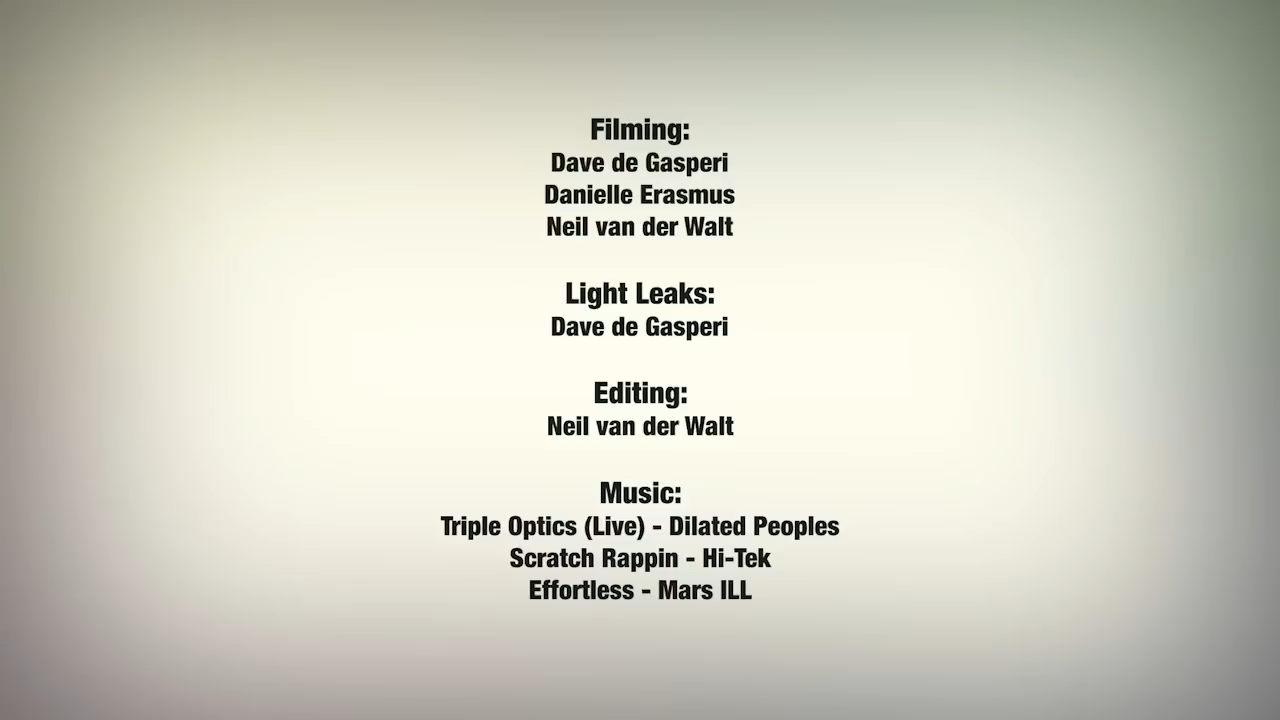 Filming:
Dave de Gasperi
Danielle Erasmus
Neil van der Walt
Light Leaks:
Dave de Gasperi
Editing:
Neil van der Walt
Music:
Triple Optics (Live) - Dilated Peoples
Scratch Rappin - Hi-Tek
Effortless - Mars ILL